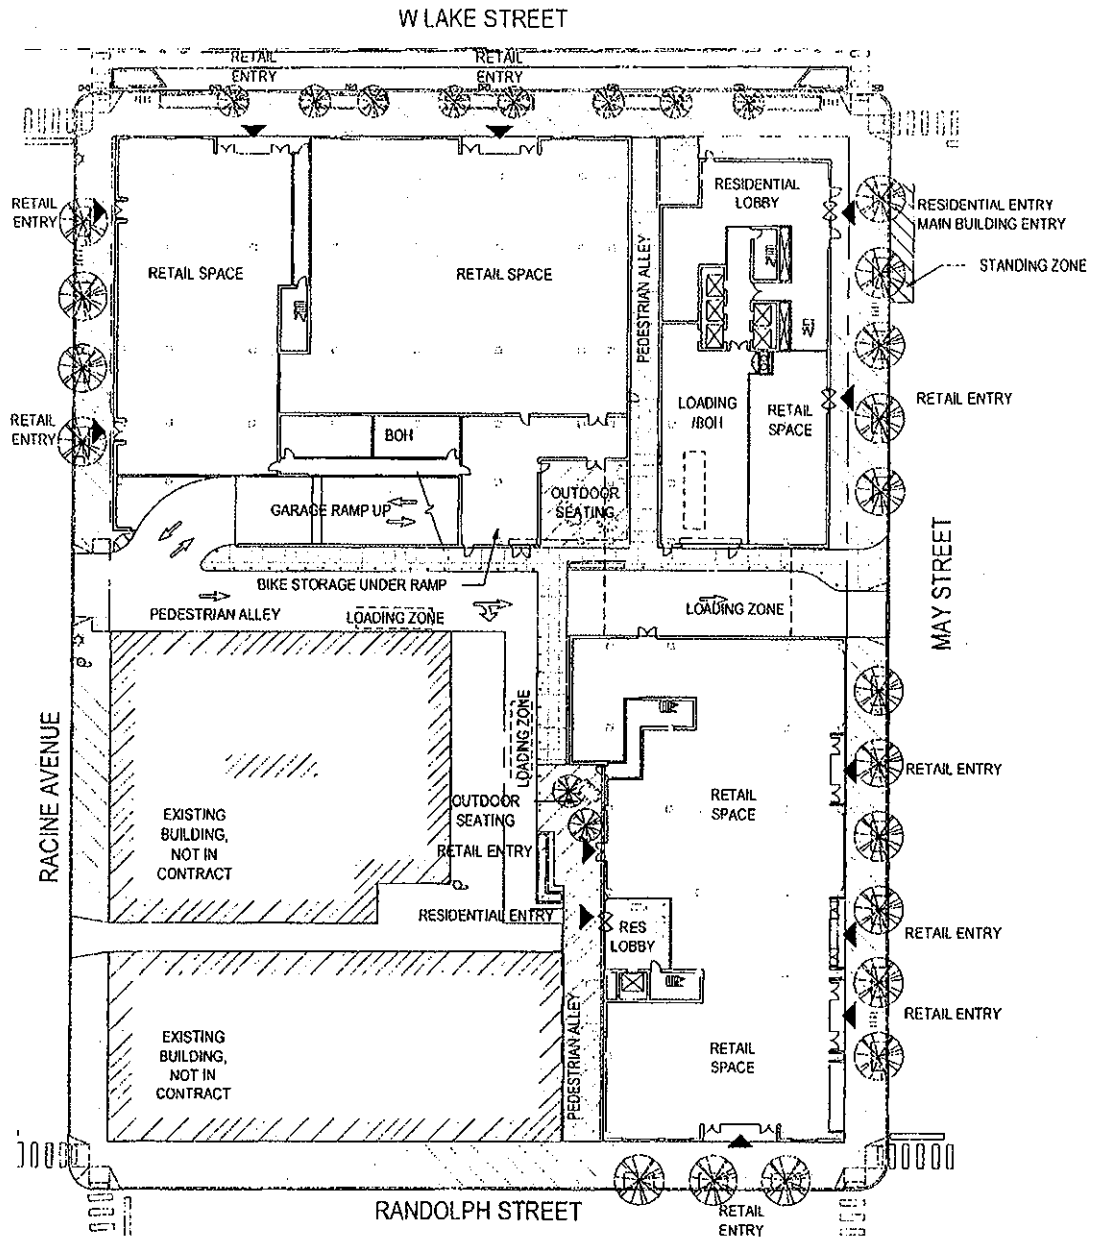 W LAKE STREET
RETAIL
ENTRY
RETAIL
ENTRY
RETAIL
ENTRY
RESIDENTIAL
LOBBY
RESIDENTIAL ENTRY
MAIN BUILDING ENTRY
STANDING ZONE
RETAIL SPACE
RETAIL SPACE
PEDESTRIAN ALLEY
RETAIL
ENTRY
BOH
LOADING
/BOH
RETAIL
SPACE
RETAIL ENTRY
OUTDOOR
SEATING
GARAGE RAMP UP
BIKE STORAGE UNDER RAMP
PEDESTRIAN ALLEY
LOADING ZONE
LOADING ZONE
MAY STREET
RACINE AVENUE
LOADING ZONE
EXISTING
BUILDING,
NOT IN
CONTRACT
OUTDOOR
SEATING
RETAIL ENTRY
RETAIL
SPACE
RETAIL ENTRY
RESIDENTIAL ENTRY
RES
LOBBY
RETAIL ENTRY
RETAIL ENTRY
EXISTING
BUILDING,
NOT IN
CONTRACT
PEDESTRIAN ALLEY
RETAIL
SPACE
RANDOLPH STREET
RETAIL
ENTRY